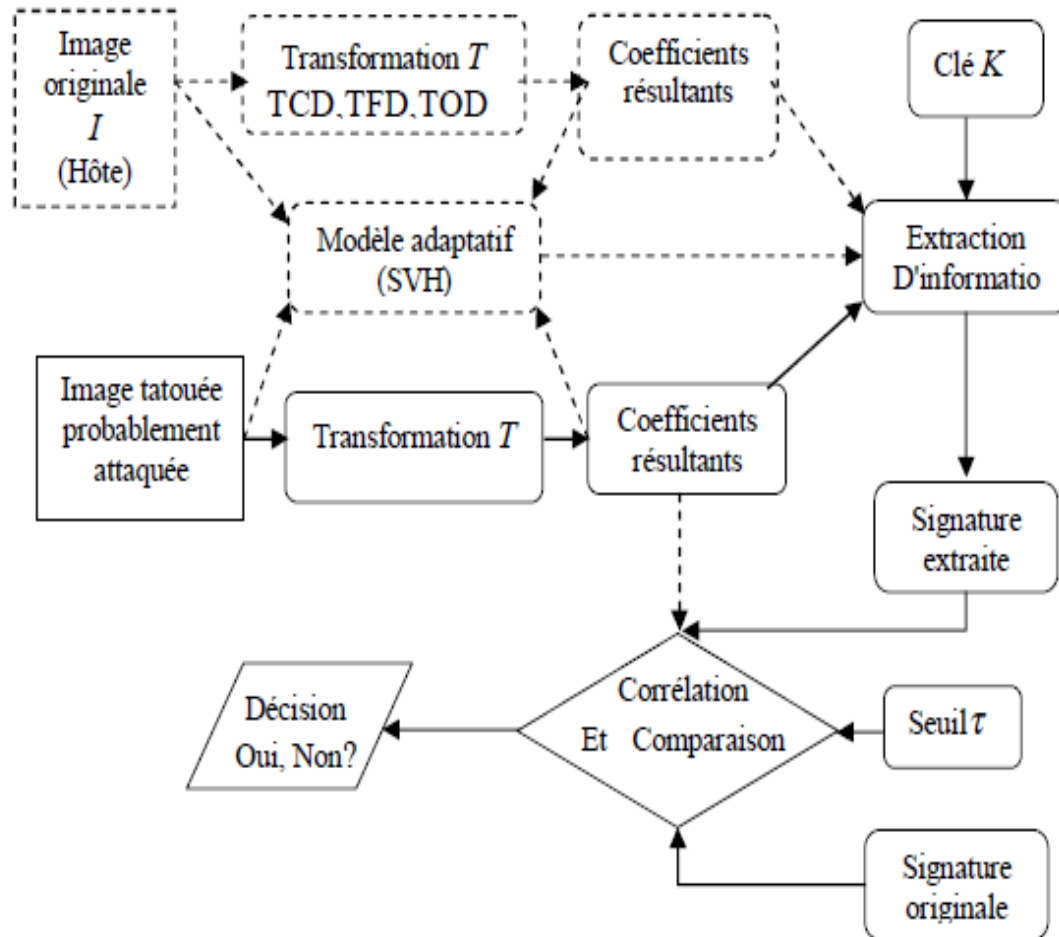 Image
originale
I
(Hôte)
Transformation T
TCD,TFD,TOD
Coefficients
résultants
Clé K
Modèle adaptatif
(SVH)
Extraction
D'informatio
Image tatouée
probablement
attaquée
Transformation T
Coefficients
résultants
Signature
extraite
Corrélation
Et Comparaison
Seuil τ
Décision
Oui, Non?
Signature
originale